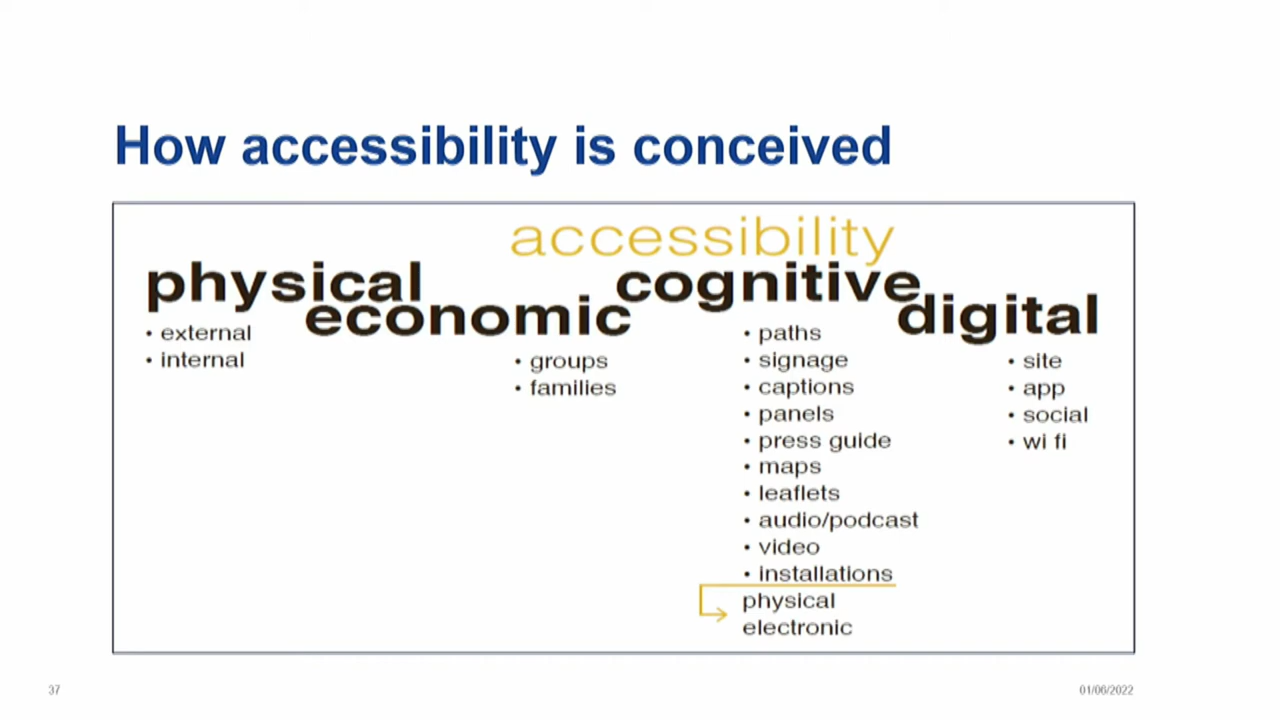 How accessibility is conceived
accessibility
physical
• external
• internal
economic
• groups
• families
cognitive
• paths
• signage
• captions
• panels
• press guide
• maps
• leaflets
• audio/podcast
• video
• installations
physical
electronic
digital
• site
• app
• social
• wi fi
37
01/06/2022